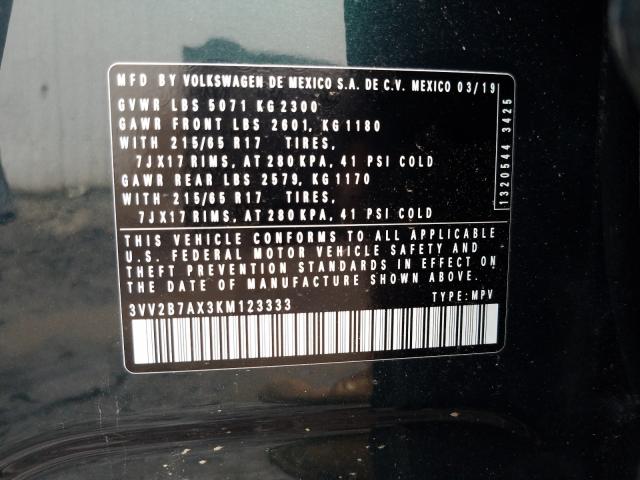 MFD BY VOLKSWAGEN DE MEXICO S.A. DE C.V. MEXICO 03/19
GVWR LBS 5071 KG 2300
GAWR FRONT LBS 2601, KG 1180
WITH 215/65 R17 TIRES,
7JX17 RIMS, AT 280 KPA, 41 PSI COLD
GAWR REAR LBS 2579, KG 1170
WITH 215/65 R17 TIRES,
7JX17 RIMS, AT 280 KPA, 41 PSI COLD
1320544 3425
THIS VEHICLE CONFORMS TO ALL APPLICABLE
U.S. FEDERAL MOTOR VEHICLE SAFETY AND
THEFT PREVENTION STANDARDS IN EFFECT ON
THE DATE OF MANUFACTURE SHOWN ABOVE.
3VV2B7AX3KM123333 TYPE: MPV